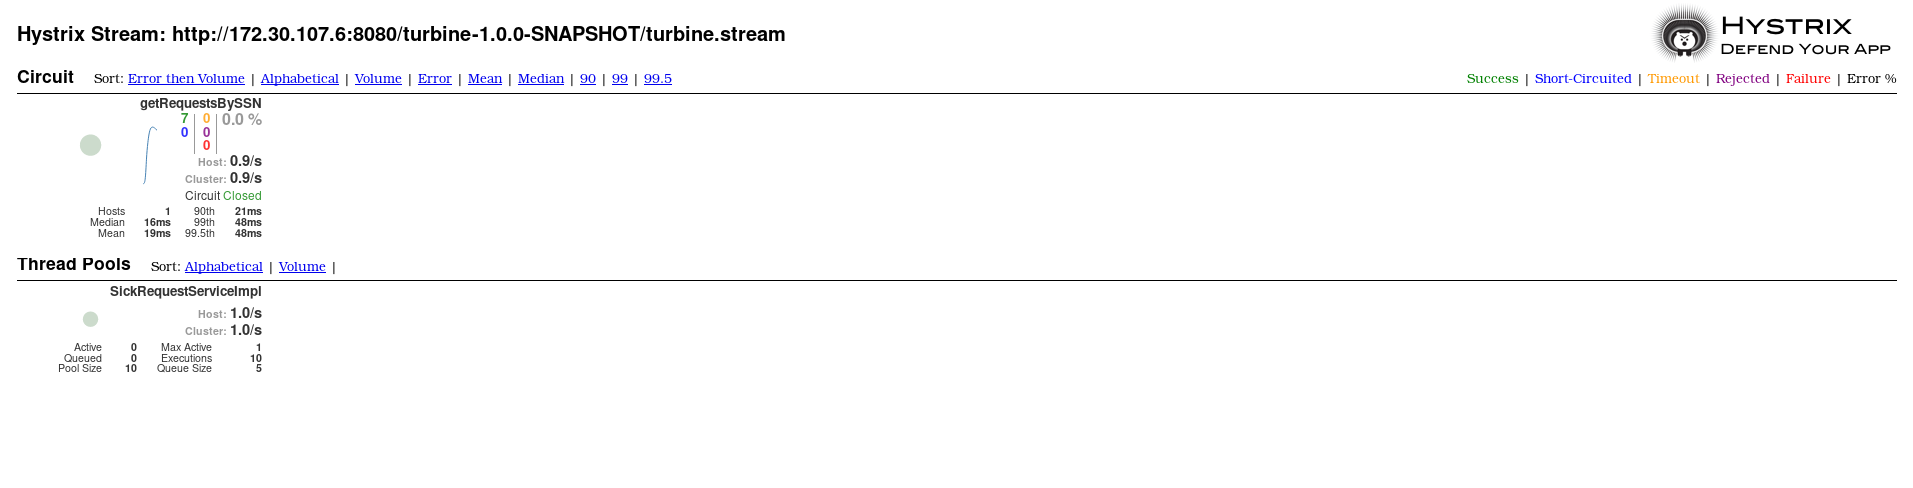 Hystrix Stream: http://172.30.107.6:8080/turbine-1.0.0-SNAPSHOT/turbine.stream
HYSTRIX
DEFEND YOUR APP
Circuit Sort: Error then Volume | Alphabetical | Volume | Error | Mean | Median | 90 | 99 | 99.5
Success | Short-Circuited | Timeout | Rejected | Failure | Error %
getRequestsBySSN
7 0 0.0 %
0 0
0
Host: 0.9/s
Cluster: 0.9/s
Circuit Closed
Hosts 1 90th 21ms
Median 16ms 99th 48ms
Mean 19ms 99.5th 48ms
Thread Pools Sort: Alphabetical | Volume |
SickRequestServiceImpl
Host: 1.0/s
Cluster: 1.0/s
Active 0 Max Active 1
Queued 0 Executions 10
Pool Size 10 Queue Size 5